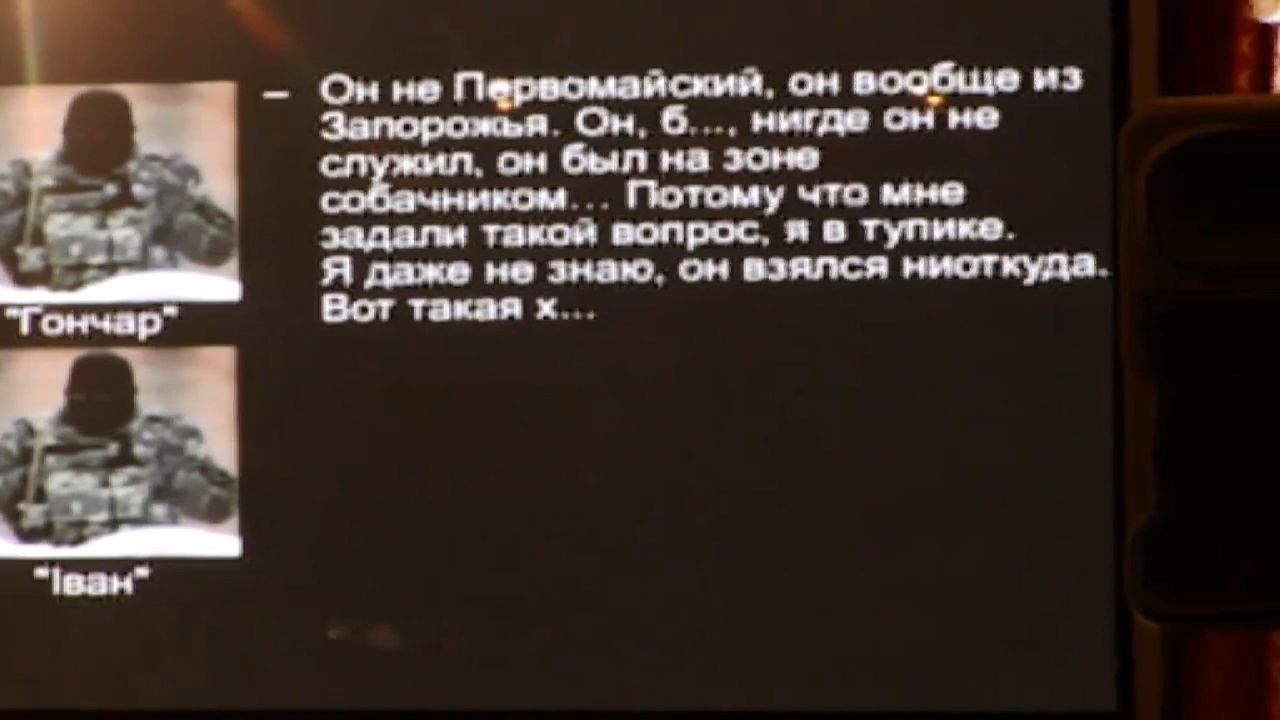 – Он не Первомайский, он вообще из
Запорожья. Он, б..., нигде он не
служил, он был на зоне
собачником... Потому что мне
задали такой вопрос, я в тупике.
Я даже не знаю, он взялся ниоткуда.
Вот такая х...
"Гончар"
"Іван"